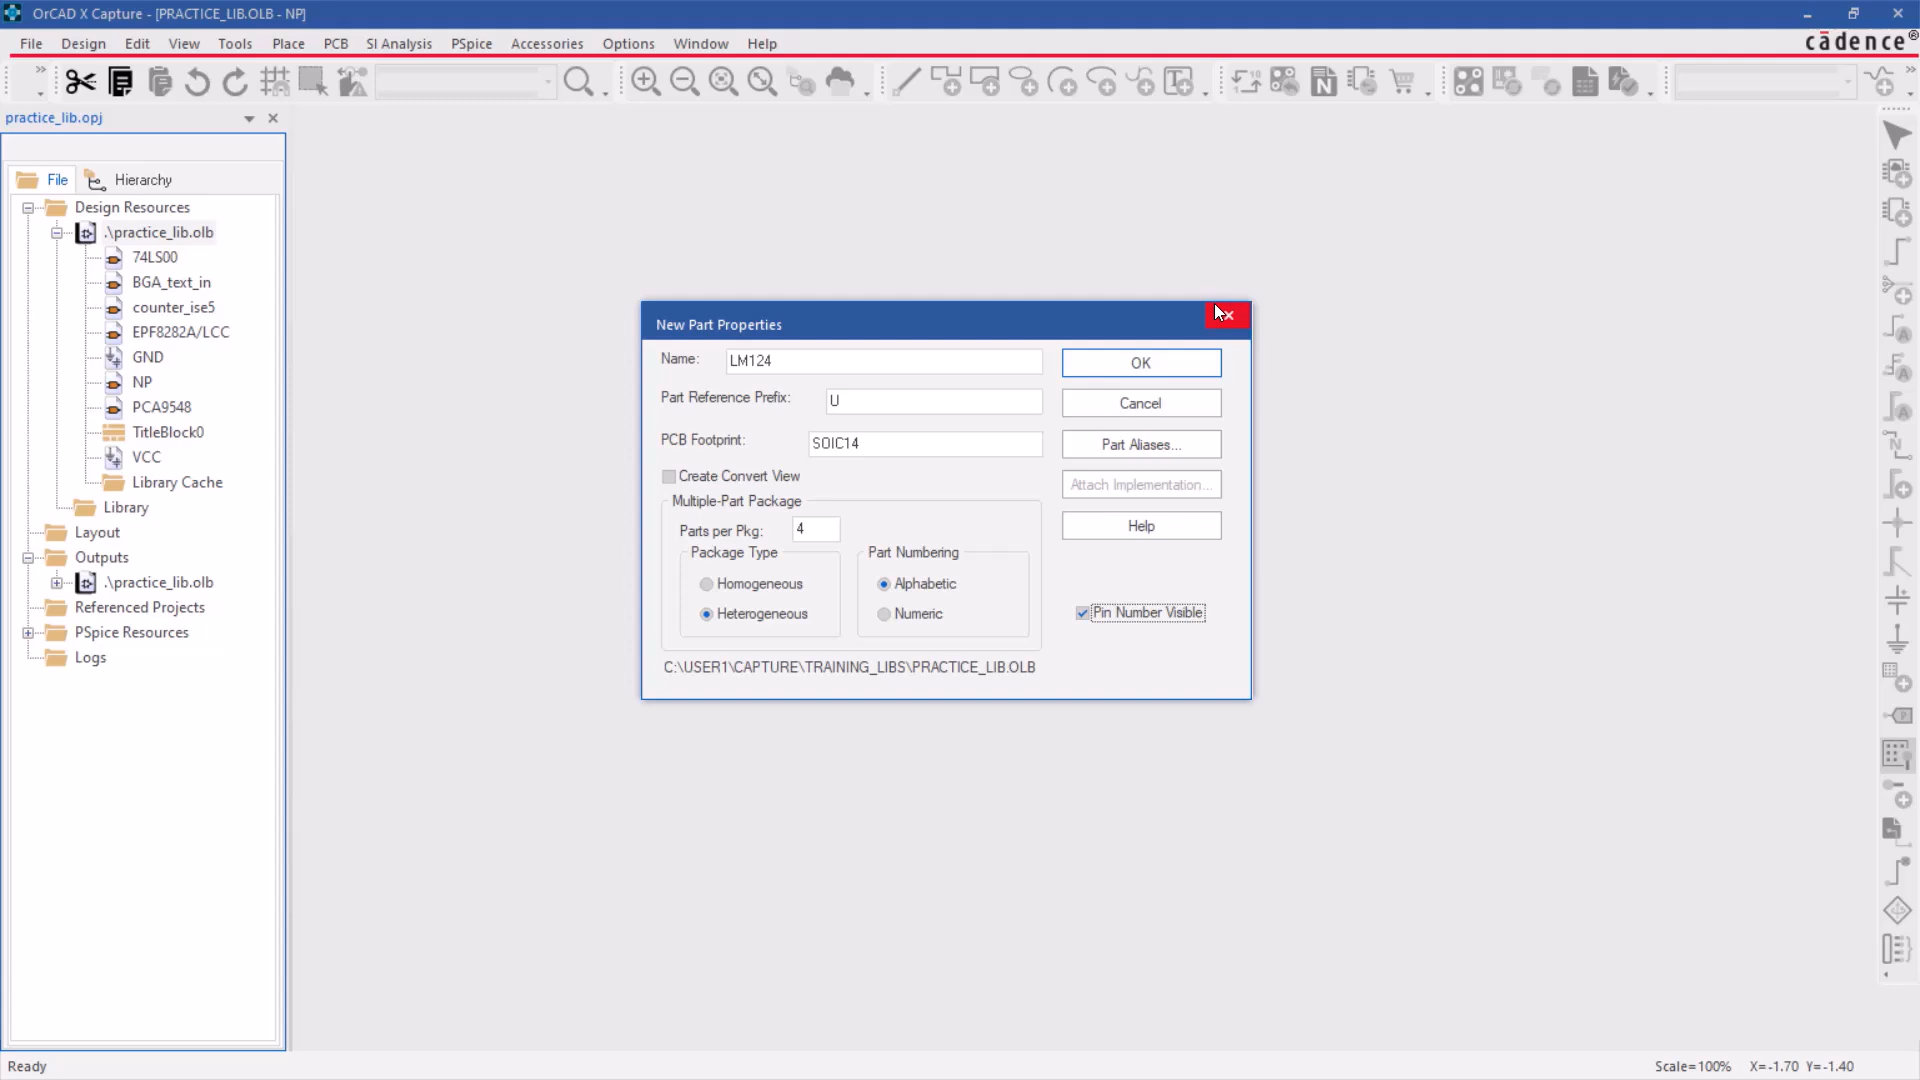 OrCAD X Capture - [PRACTICE_LIB.OLB - NP]
File Design Edit View Tools Place PCB SI Analysis PSpice Accessories Options Window Help
cādence®
practice_lib.opj
File Hierarchy
Design Resources
.\practice_lib.olb
74LS00
BGA_text_in
counter_ise5
EPF8282A/LCC
GND
NP
PCA9548
TitleBlock0
VCC
Library Cache
Library
Layout
Outputs
.\practice_lib.olb
Referenced Projects
PSpice Resources
Logs
New Part Properties
Name: LM124
OK
Part Reference Prefix: U
Cancel
PCB Footprint: SOIC14
Part Aliases...
Create Convert View
Attach Implementation...
Multiple-Part Package
Parts per Pkg: 4
Help
Package Type
Part Numbering
Homogeneous
Alphabetic
Heterogeneous
Numeric
Pin Number Visible
C:\USER1\CAPTURE\TRAINING_LIBS\PRACTICE_LIB.OLB
Ready
Scale=100% X=-1.70 Y=-1.40